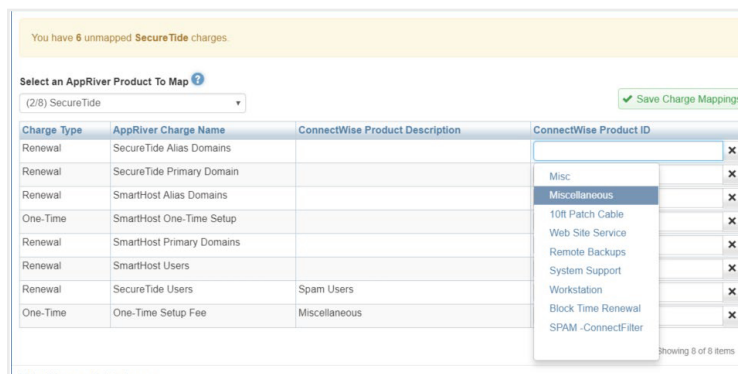 You have 6 unmapped SecureTide charges.
Select an AppRiver Product To Map ?
(2/8) SecureTide
Save Charge Mappings
Charge Type AppRiver Charge Name ConnectWise Product Description ConnectWise Product ID
Renewal SecureTide Alias Domains
Renewal SecureTide Primary Domain
Renewal SmartHost Alias Domains
One-Time SmartHost One-Time Setup
Renewal SmartHost Primary Domains
Renewal SmartHost Users
Renewal SecureTide Users Spam Users
One-Time One-Time Setup Fee Miscellaneous
Misc
Miscellaneous
10ft Patch Cable
Web Site Service
Remote Backups
System Support
Workstation
Block Time Renewal
SPAM -ConnectFilter
Showing 8 of 8 items